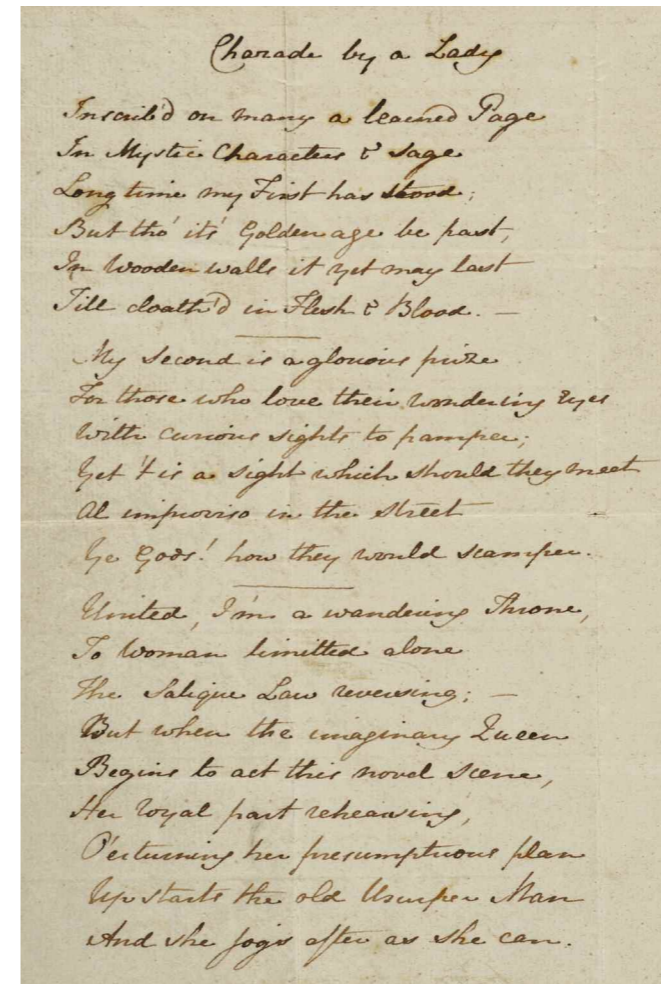 Charade by a Lady
Inscrib'd on many a learned Page
In Mystic Characters & Sage
Long time my First has stood;
But tho' it's Golden age be past,
In Wooden walls it yet may last
Till cloath'd in Flesh & Blood. —
My Second is a glorious prize
For those who love their wondering eyes
With curious sights to pamper;
Yet 't is a sight which should they meet
Al improviso in the Street
Ye Gods! how they would scamper.
United, I'm a wandering Throne,
To Woman limitted alone
The Salique Law reversing; —
But when the imaginary Queen
Begins to act this novel Scene,
Her royal part rehearsing,
O'erturning her presumptuous plan
Up starts the old Usurper Man
And she jogs after as she can.